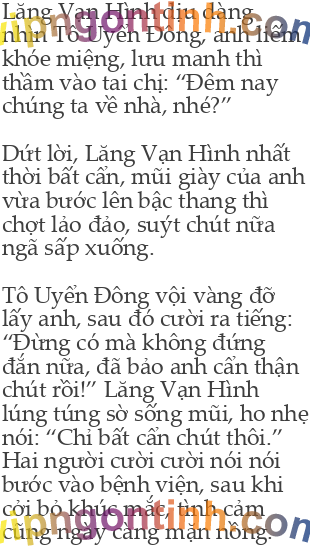 Lăng Vạn Hình dịu dàng
nhìn Tô Uyển Đông, anh liếm
khóe miệng, lưu manh thì
thầm vào tai chị: “Đêm nay
chúng ta về nhà, nhé?”
Dứt lời, Lăng Vạn Hình nhất
thời bất cẩn, mũi giày của anh
vừa bước lên bậc thang thì
chợt lảo đảo, suýt chút nữa
ngã sấp xuống.
Tô Uyển Đông vội vàng đỡ
lấy anh, sau đó cười ra tiếng:
“Đừng có mà không đứng
đắn nữa, đã bảo anh cẩn thận
chút rồi!” Lăng Vạn Hình
lúng túng sờ sống mũi, ho nhẹ
nói: “Chỉ bất cẩn chút thôi.”
Hai người cười cười nói nói
bước vào bệnh viện, sau khi
cởi bỏ khúc mắc, tình cảm
cũng ngày càng mặn nồng.
vipngontinh.com
vipngontinh.com